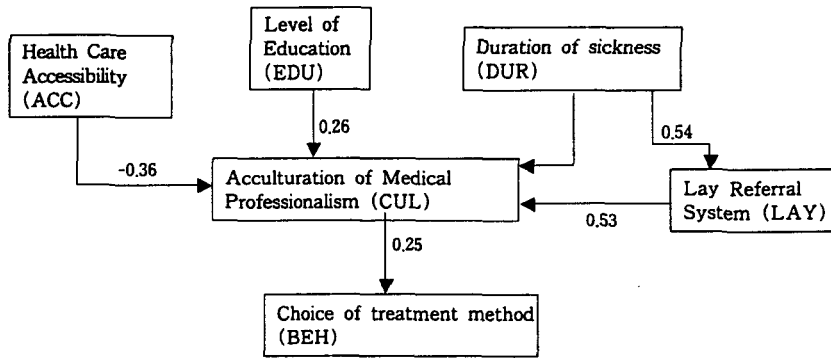 Level of
Education
(EDU)
Health Care
Accessibility
(ACC)
Duration of sickness
(DUR)
0.26
0.54
-0.36
Acculturation of Medical
Professionalism (CUL)
Lay Referral
System (LAY)
0.53
0.25
Choice of treatment method
(BEH)